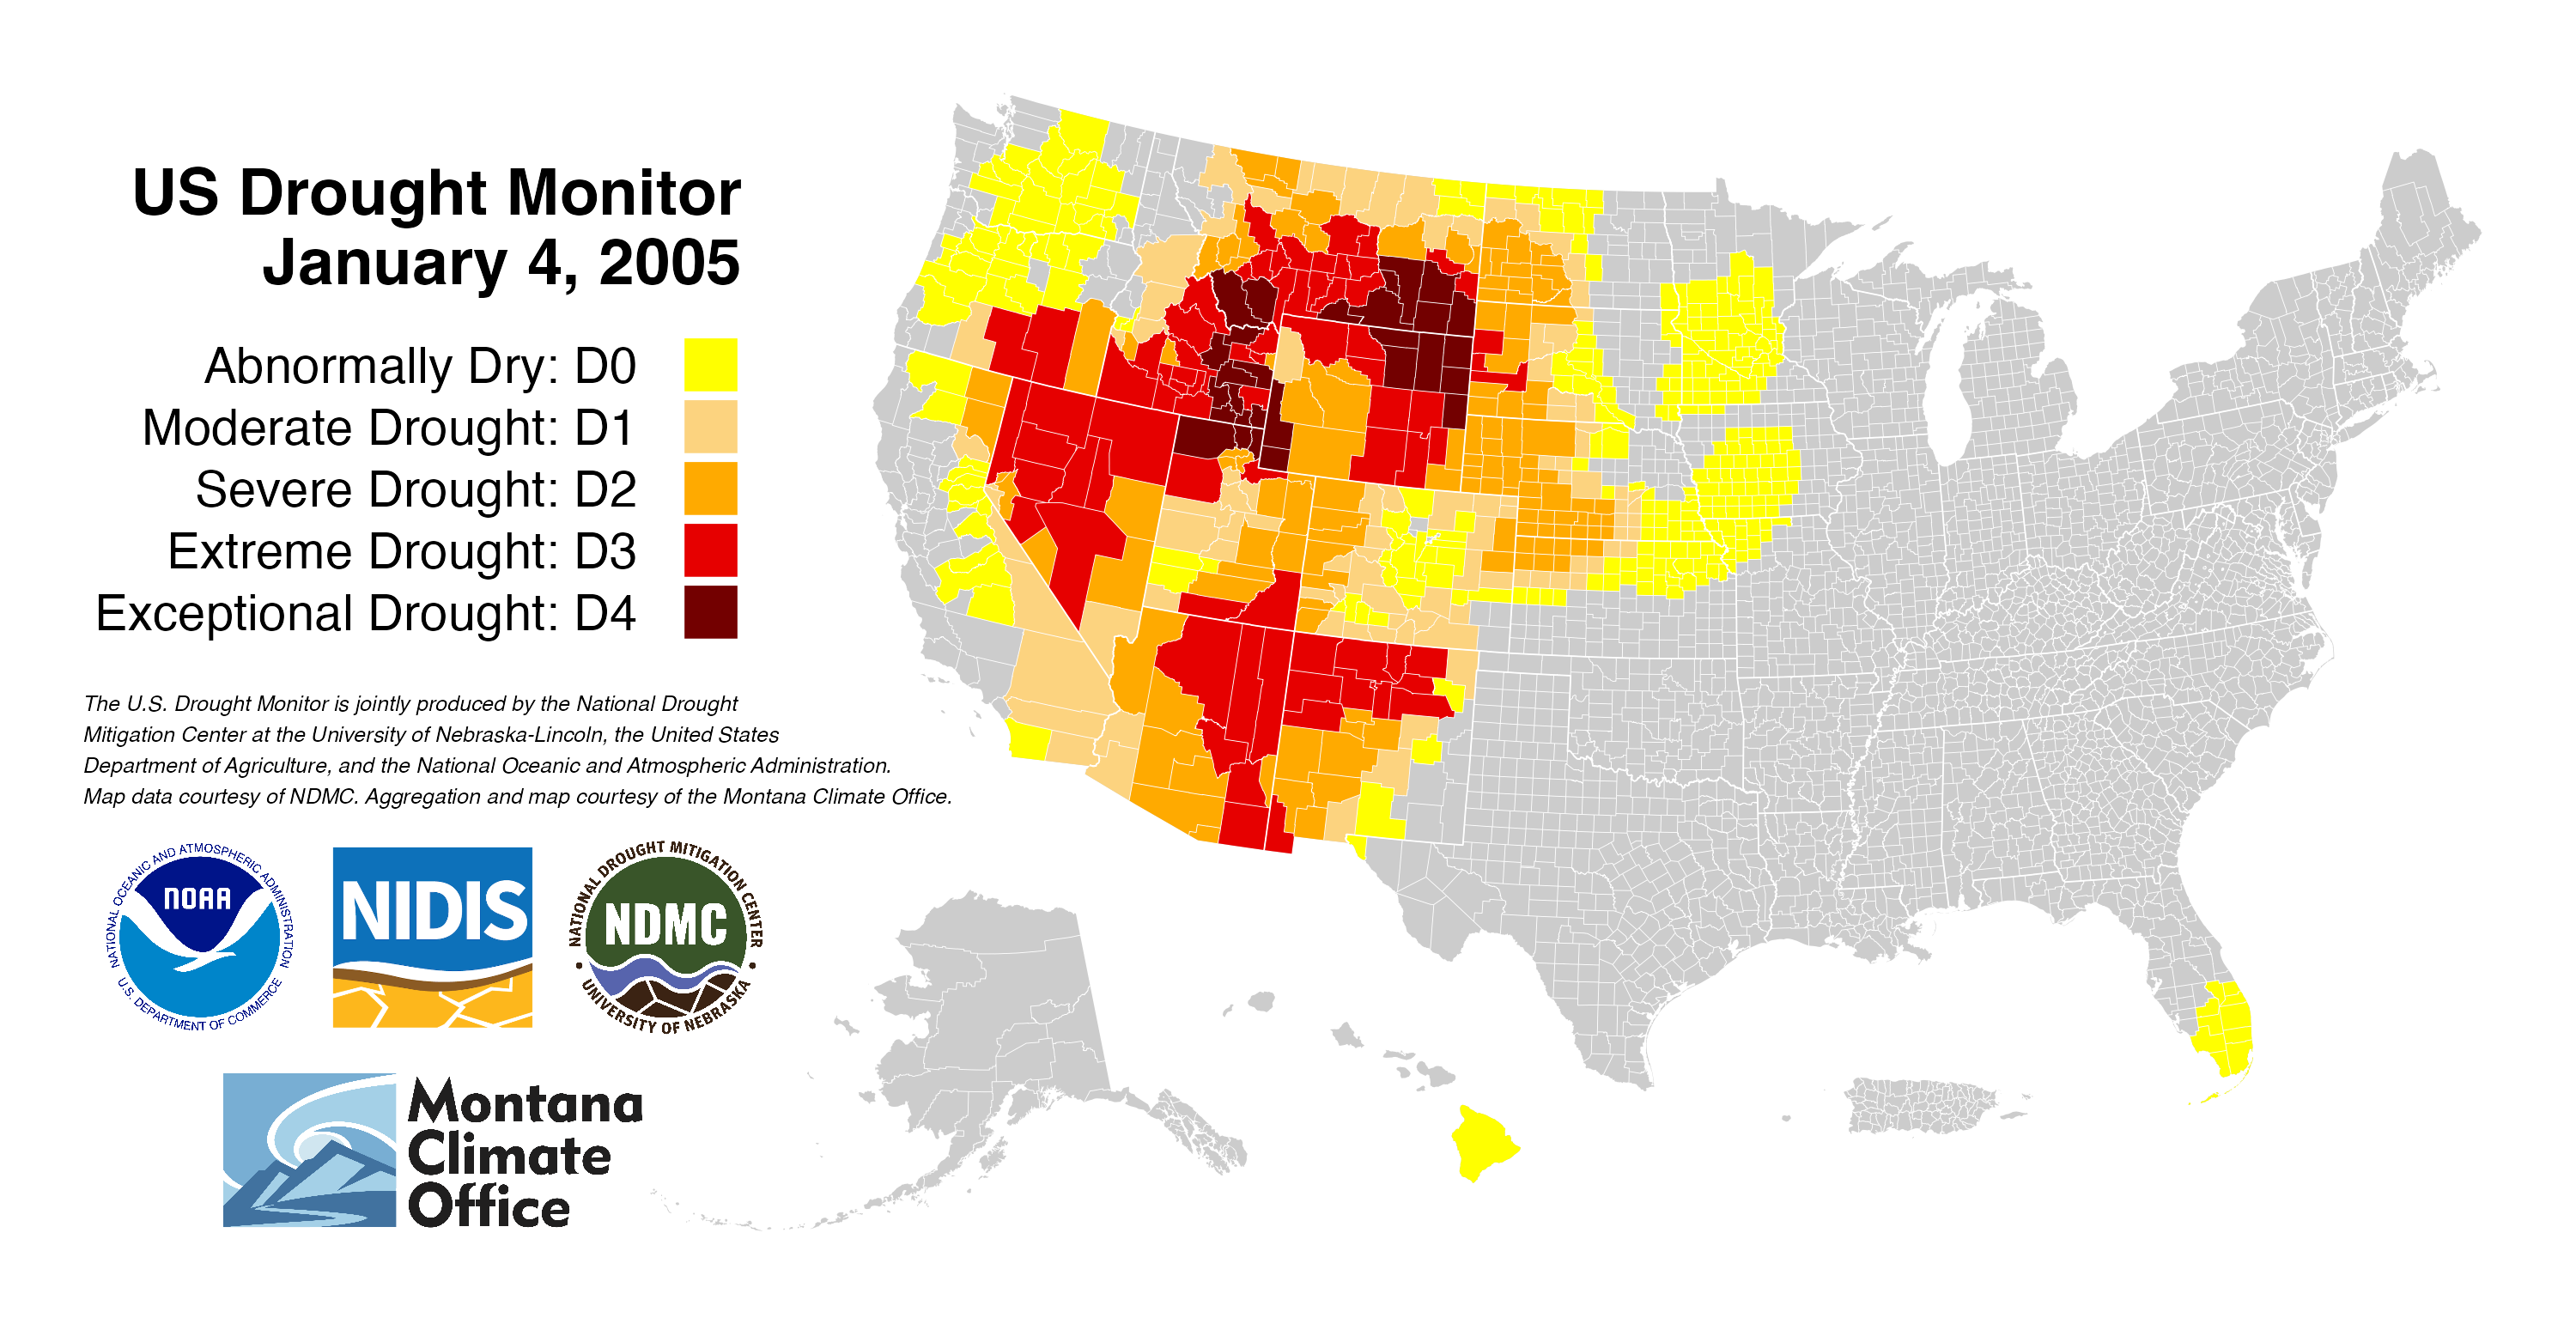 US Drought Monitor
January 4, 2005
Abnormally Dry: D0
Moderate Drought: D1
Severe Drought: D2
Extreme Drought: D3
Exceptional Drought: D4
The U.S. Drought Monitor is jointly produced by the National Drought
Mitigation Center at the University of Nebraska-Lincoln, the United States
Department of Agriculture, and the National Oceanic and Atmospheric Administration.
Map data courtesy of NDMC. Aggregation and map courtesy of the Montana Climate Office.
NATIONAL OCEANIC AND ATMOSPHERIC ADMINISTRATION
NOAA
U.S. DEPARTMENT OF COMMERCE
NIDIS
NATIONAL DROUGHT MITIGATION CENTER
NDMC
UNIVERSITY OF NEBRASKA
Montana
Climate
Office